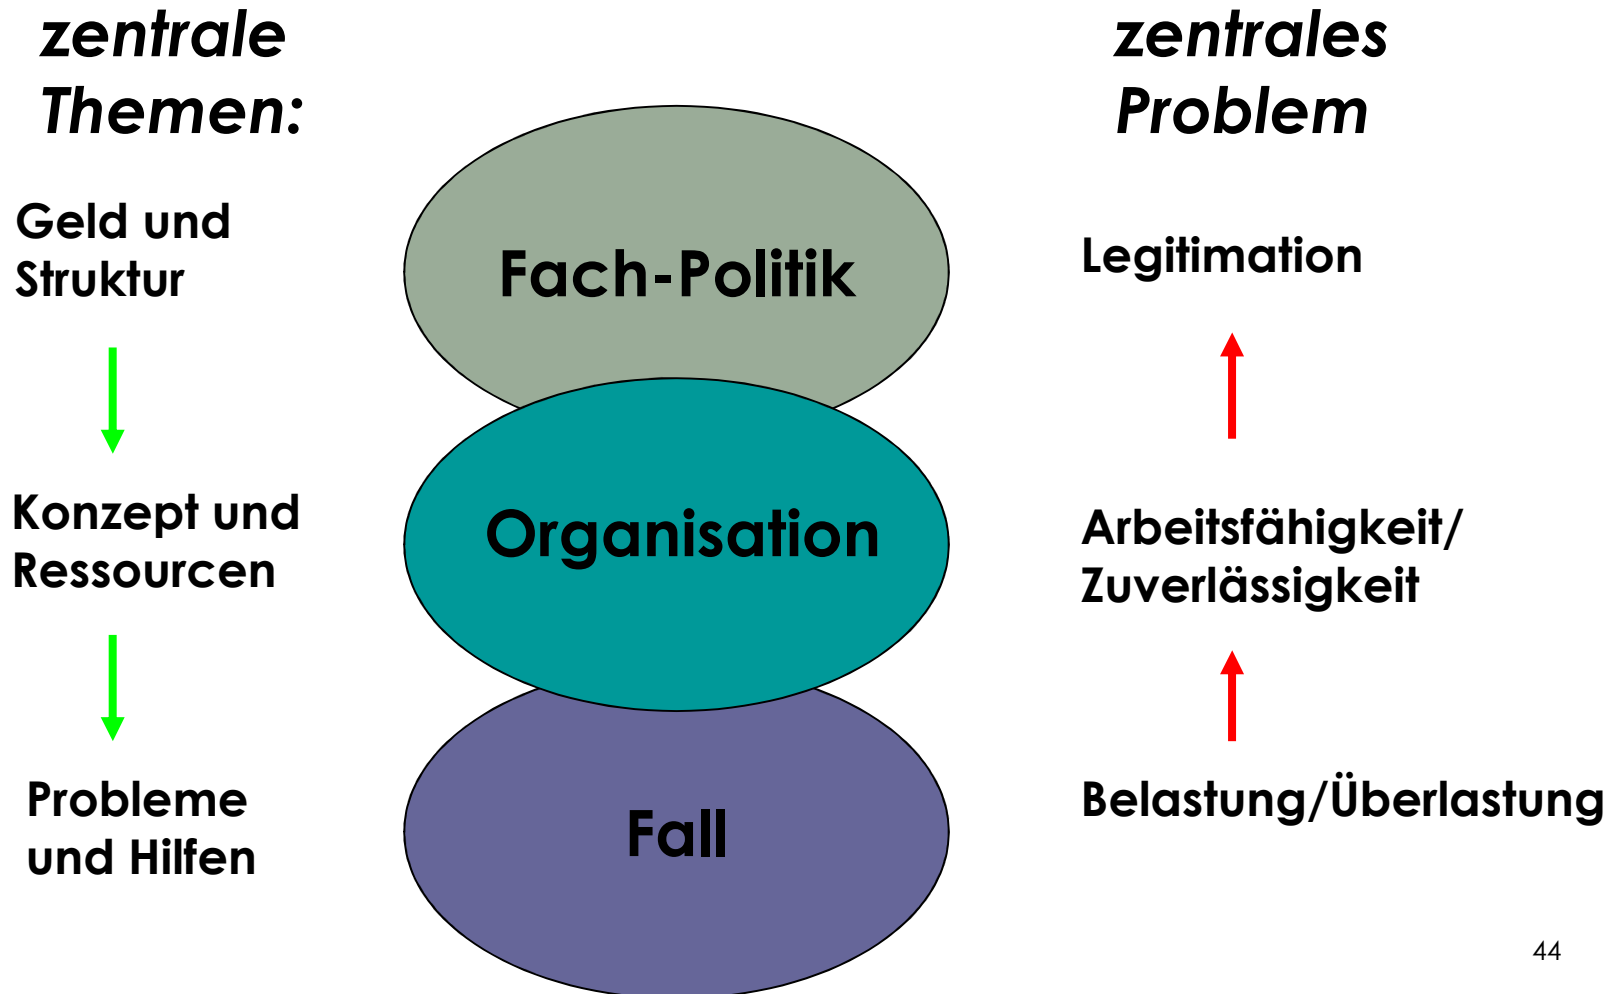 zentrale
Themen:
zentrales
Problem
Geld und
Struktur
Fach-Politik
Legitimation
Konzept und
Ressourcen
Organisation
Arbeitsfähigkeit/
Zuverlässigkeit
Probleme
und Hilfen
Fall
Belastung/Überlastung
44